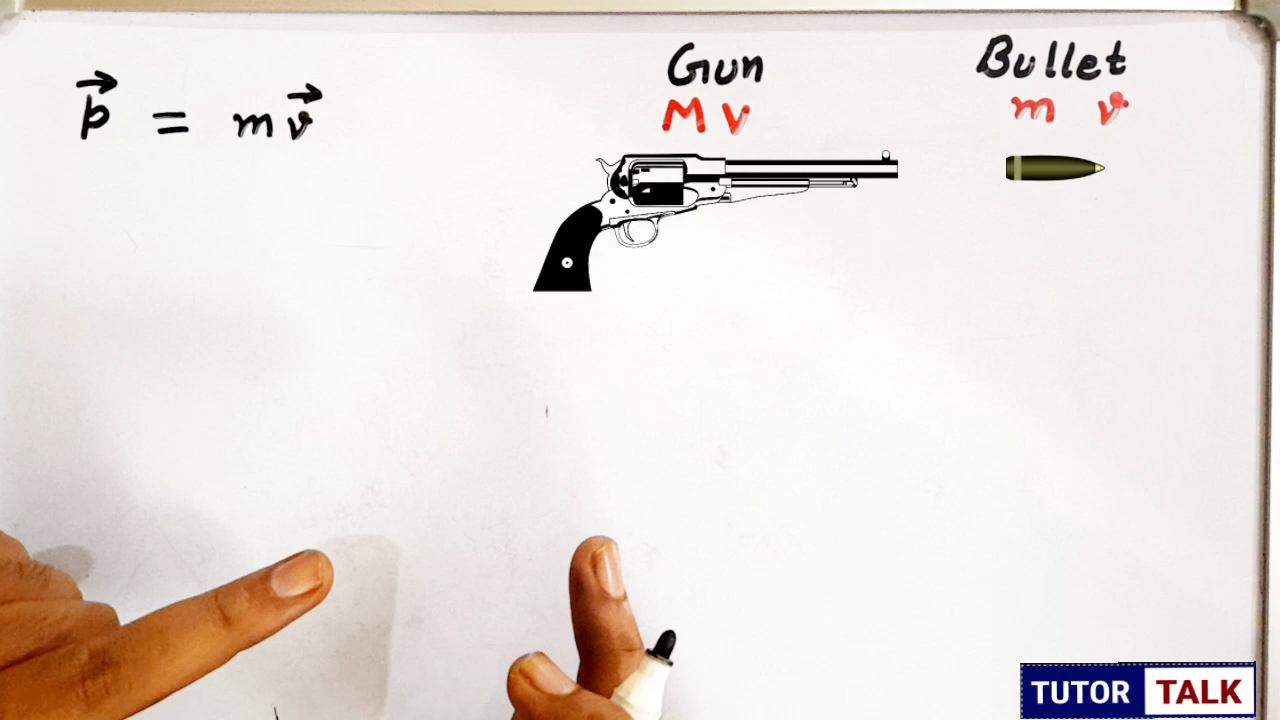 p⃗ = mv⃗
Gun
M V
Bullet
m v
TUTOR TALK